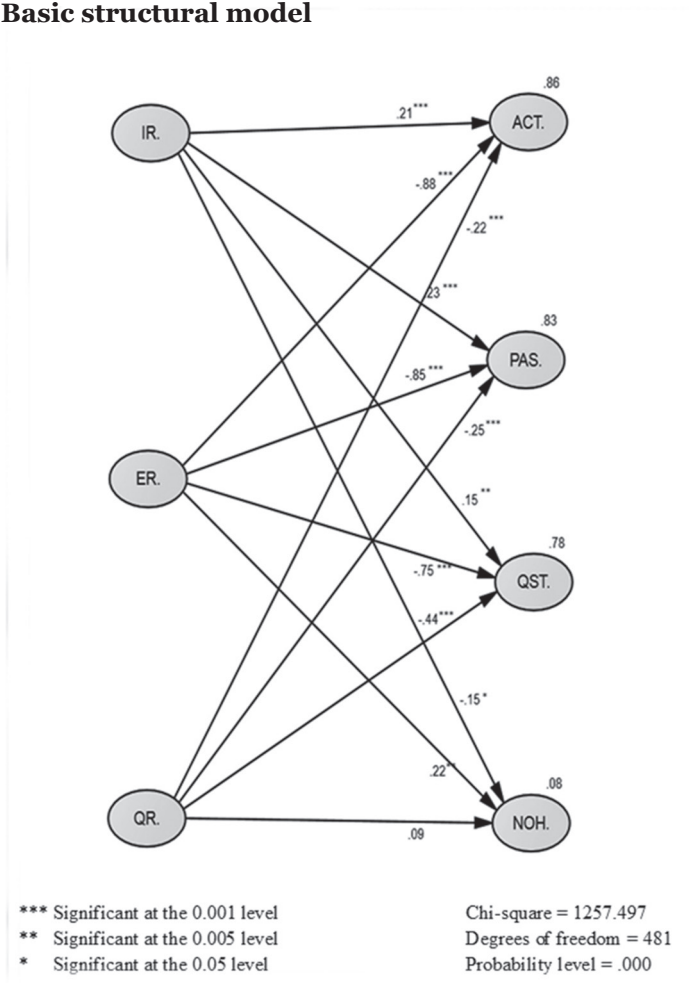 Basic structural model
.86
IR.
.21***
ACT.
-.88***
-.22***
.23***
.83
PAS.
-.85***
-.25***
ER.
.15**
.78
-.75***
QST.
-.44***
-.15*
.22**
.08
QR.
.09
NOH.
*** Significant at the 0.001 level
** Significant at the 0.005 level
* Significant at the 0.05 level
Chi-square = 1257.497
Degrees of freedom = 481
Probability level = .000